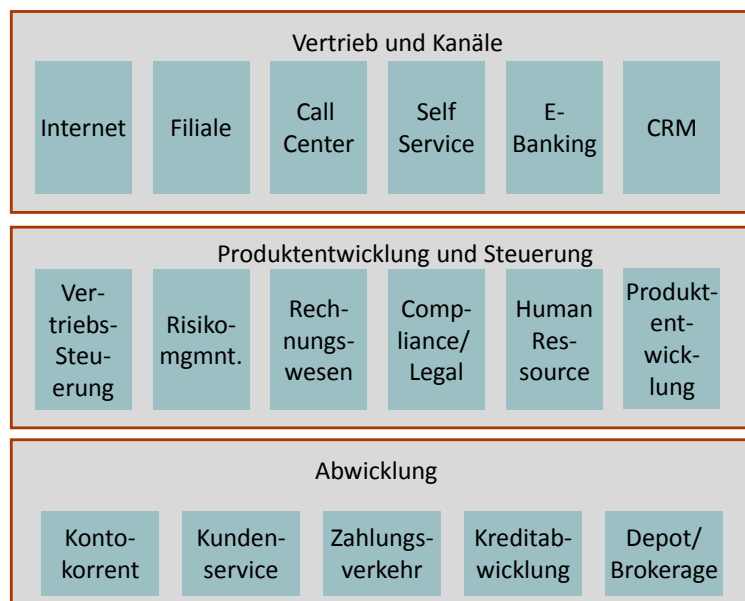 Vertrieb und Kanäle
Internet
Filiale
Call
Center
Self
Service
E-
Banking
CRM
Produktentwicklung und Steuerung
Ver-
triebs-
Steu-
erung
Risiko-
mgmnt.
Rech-
nungs-
wesen
Comp-
liance/
Legal
Human
Res-
source
Produkt-
ent-
wick-
lung
Abwicklung
Konto-
korrent
Kunden-
service
Zahlungs-
verkehr
Kreditab-
wicklung
Depot/
Brokerage